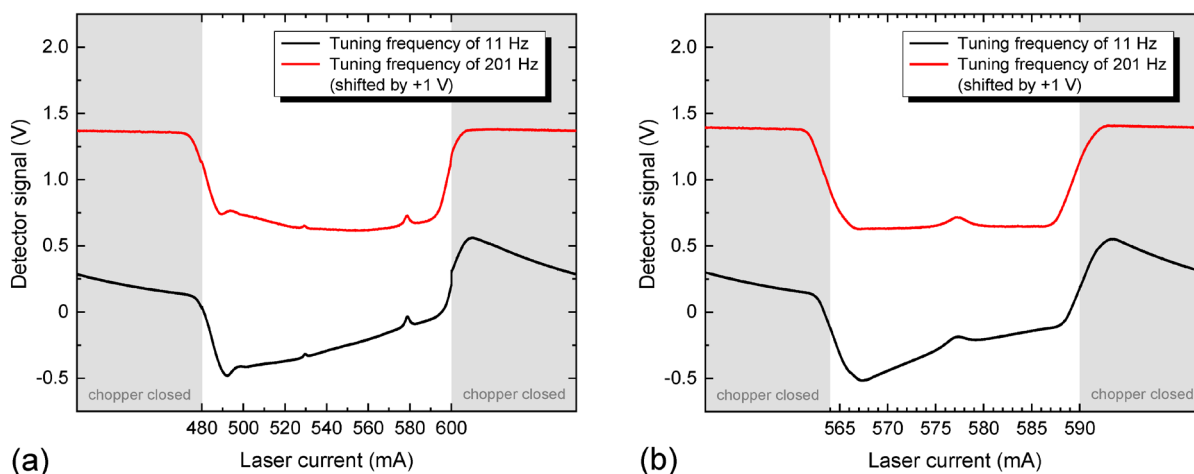 Tuning frequency of 11 Hz
Tuning frequency of 201 Hz
(shifted by +1 V)
2.0
1.5
1.0
0.5
0
-0.5
Detector signal (V)
chopper closed
chopper closed
480 500 520 540 560 580 600
Laser current (mA)
(a)
Tuning frequency of 11 Hz
Tuning frequency of 201 Hz
(shifted by +1 V)
2.0
1.5
1.0
0.5
0
-0.5
Detector signal (V)
chopper closed
chopper closed
565 570 575 580 585 590
Laser current (mA)
(b)